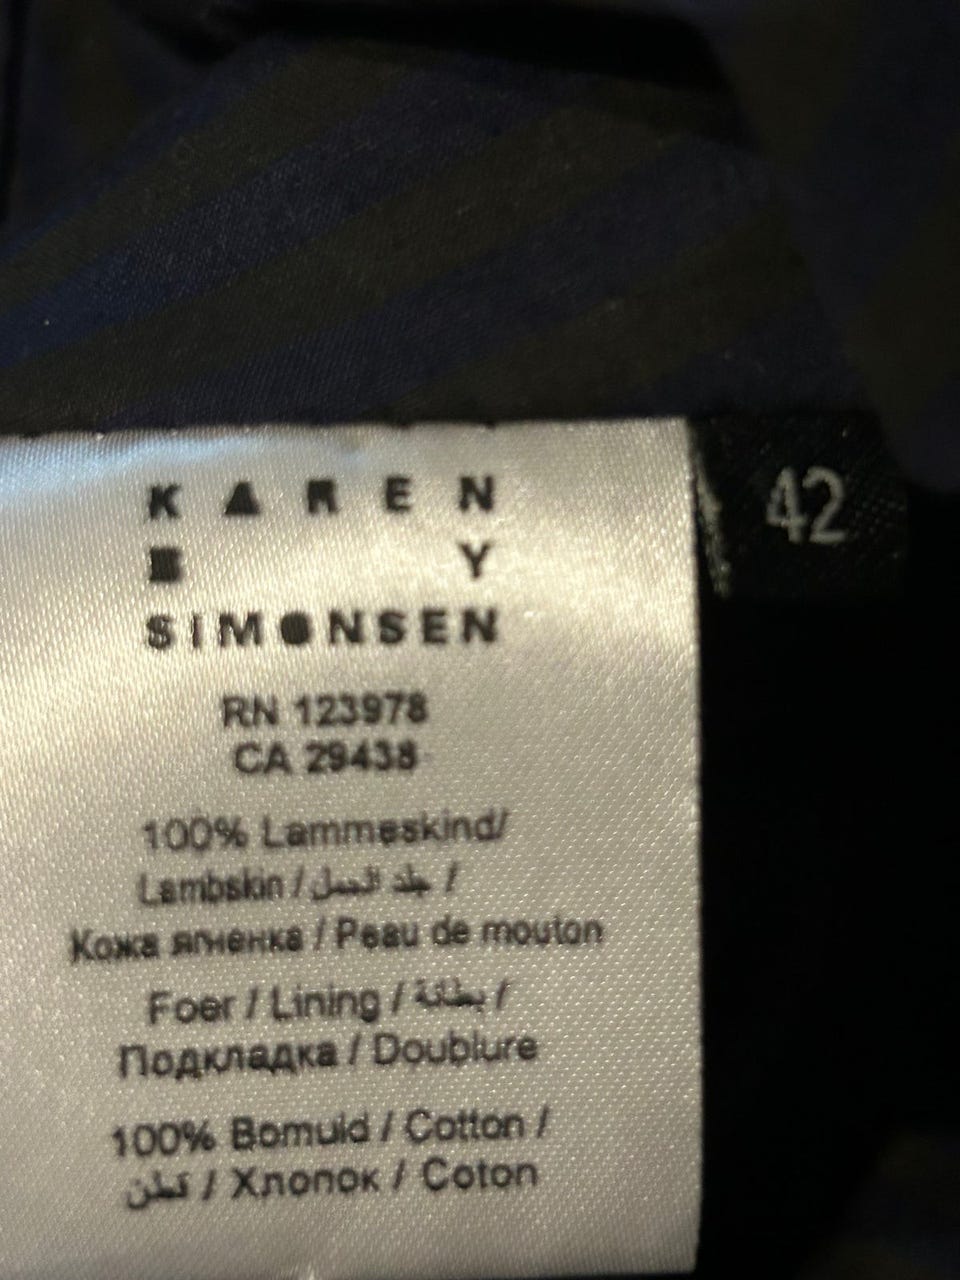 KAREN
BY
SIMONSEN
42
RN 123978
CA 29438
100% Lammeskind/
Lambskin / جلد الحمل /
Кожа ягненка / Peau de mouton
Foer / Lining / بطانة /
Подкладка / Doublure
100% Bomuld / Cotton /
قطن / Хлопок / Coton